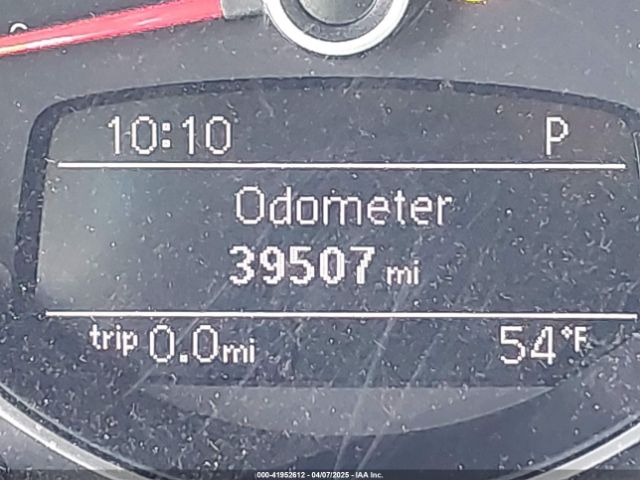 10:10 P
Odometer
39507 mi
trip 0.0mi 54°F
000-41952612 - 04/07/2025 - IAA Inc.